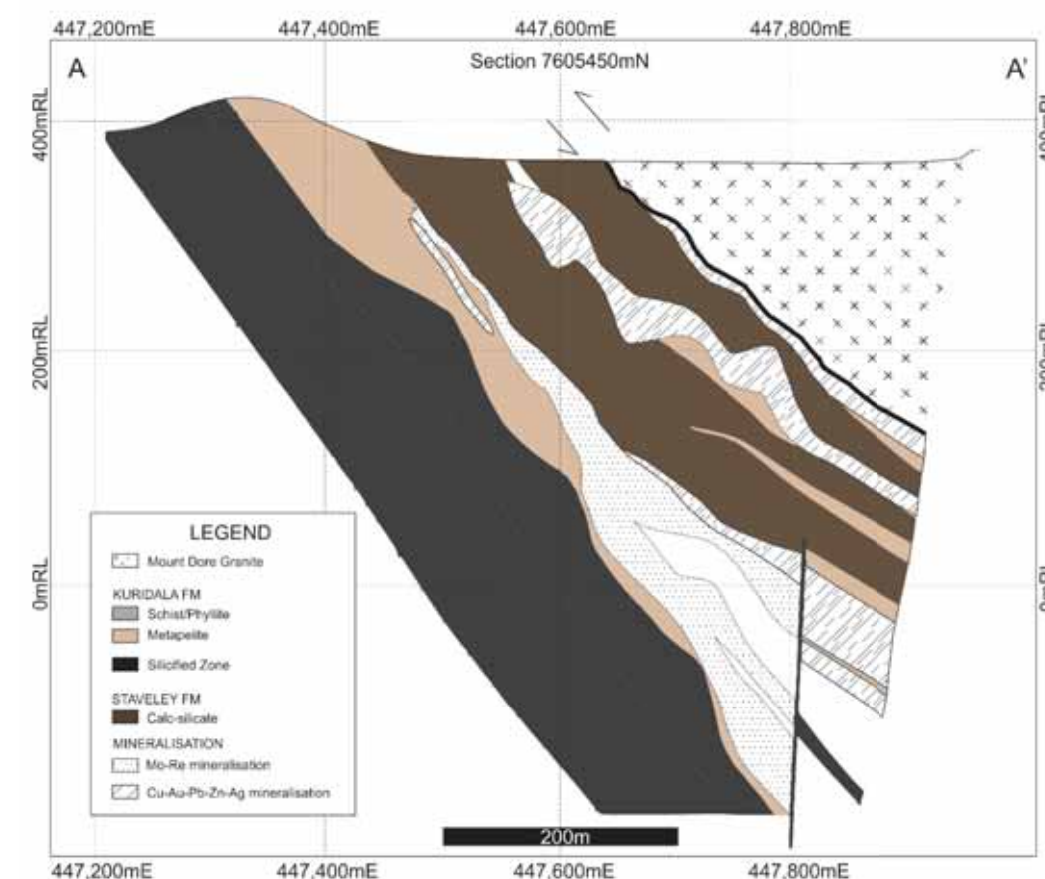 447,200mE 447,400mE 447,600mE 447,800mE
Section 7605450mN
A A'
400mRL
200mRL
0mRL
LEGEND
Mount Dore Granite
KURIDALA FM
Schist/Phyllite
Metapelite
Silicified Zone
STAVELEY FM
Calc-silicate
MINERALISATION
Mo-Re mineralisation
Cu-Au-Pb-Zn-Ag mineralisation
200m
447,200mE 447,400mE 447,600mE 447,800mE